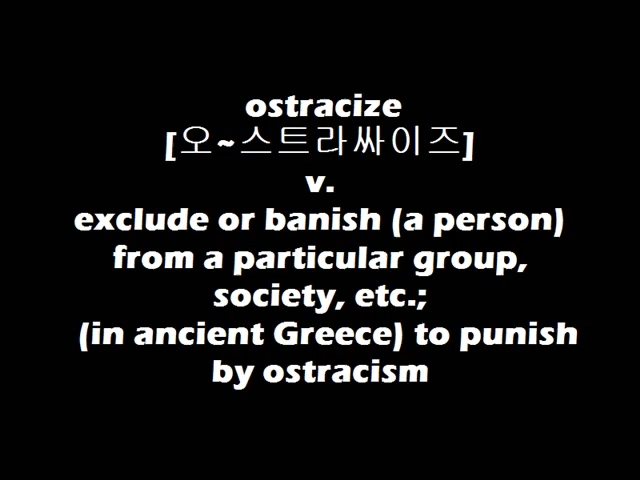 ostracize
[오~스트라싸이즈]
v.
exclude or banish (a person)
from a particular group,
society, etc.;
(in ancient Greece) to punish
by ostracism